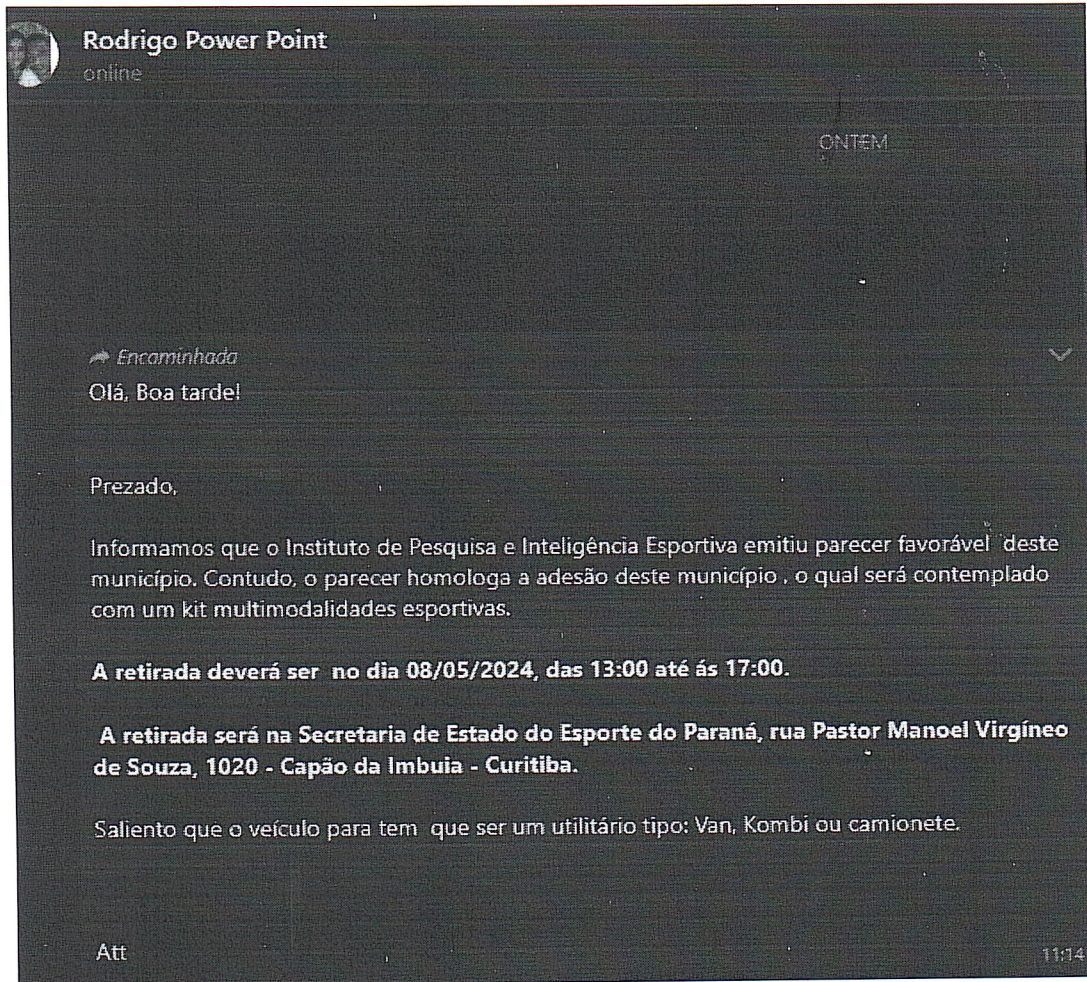 Rodrigo Power Point
online
ONTEM
Encaminhada
Olá, Boa tarde!
Prezado,
Informamos que o Instituto de Pesquisa e Inteligência Esportiva emitiu parecer favorável deste
município. Contudo, o parecer homologa a adesão deste município , o qual será contemplado
com um kit multimodalidades esportivas.
A retirada deverá ser no dia 08/05/2024, das 13:00 até ás 17:00.
A retirada será na Secretaria de Estado do Esporte do Paraná, rua Pastor Manoel Virgíneo
de Souza, 1020 - Capão da Imbuia - Curitiba.
Saliento que o veículo para tem que ser um utilitário tipo: Van, Kombi ou camionete.
Att
11:14